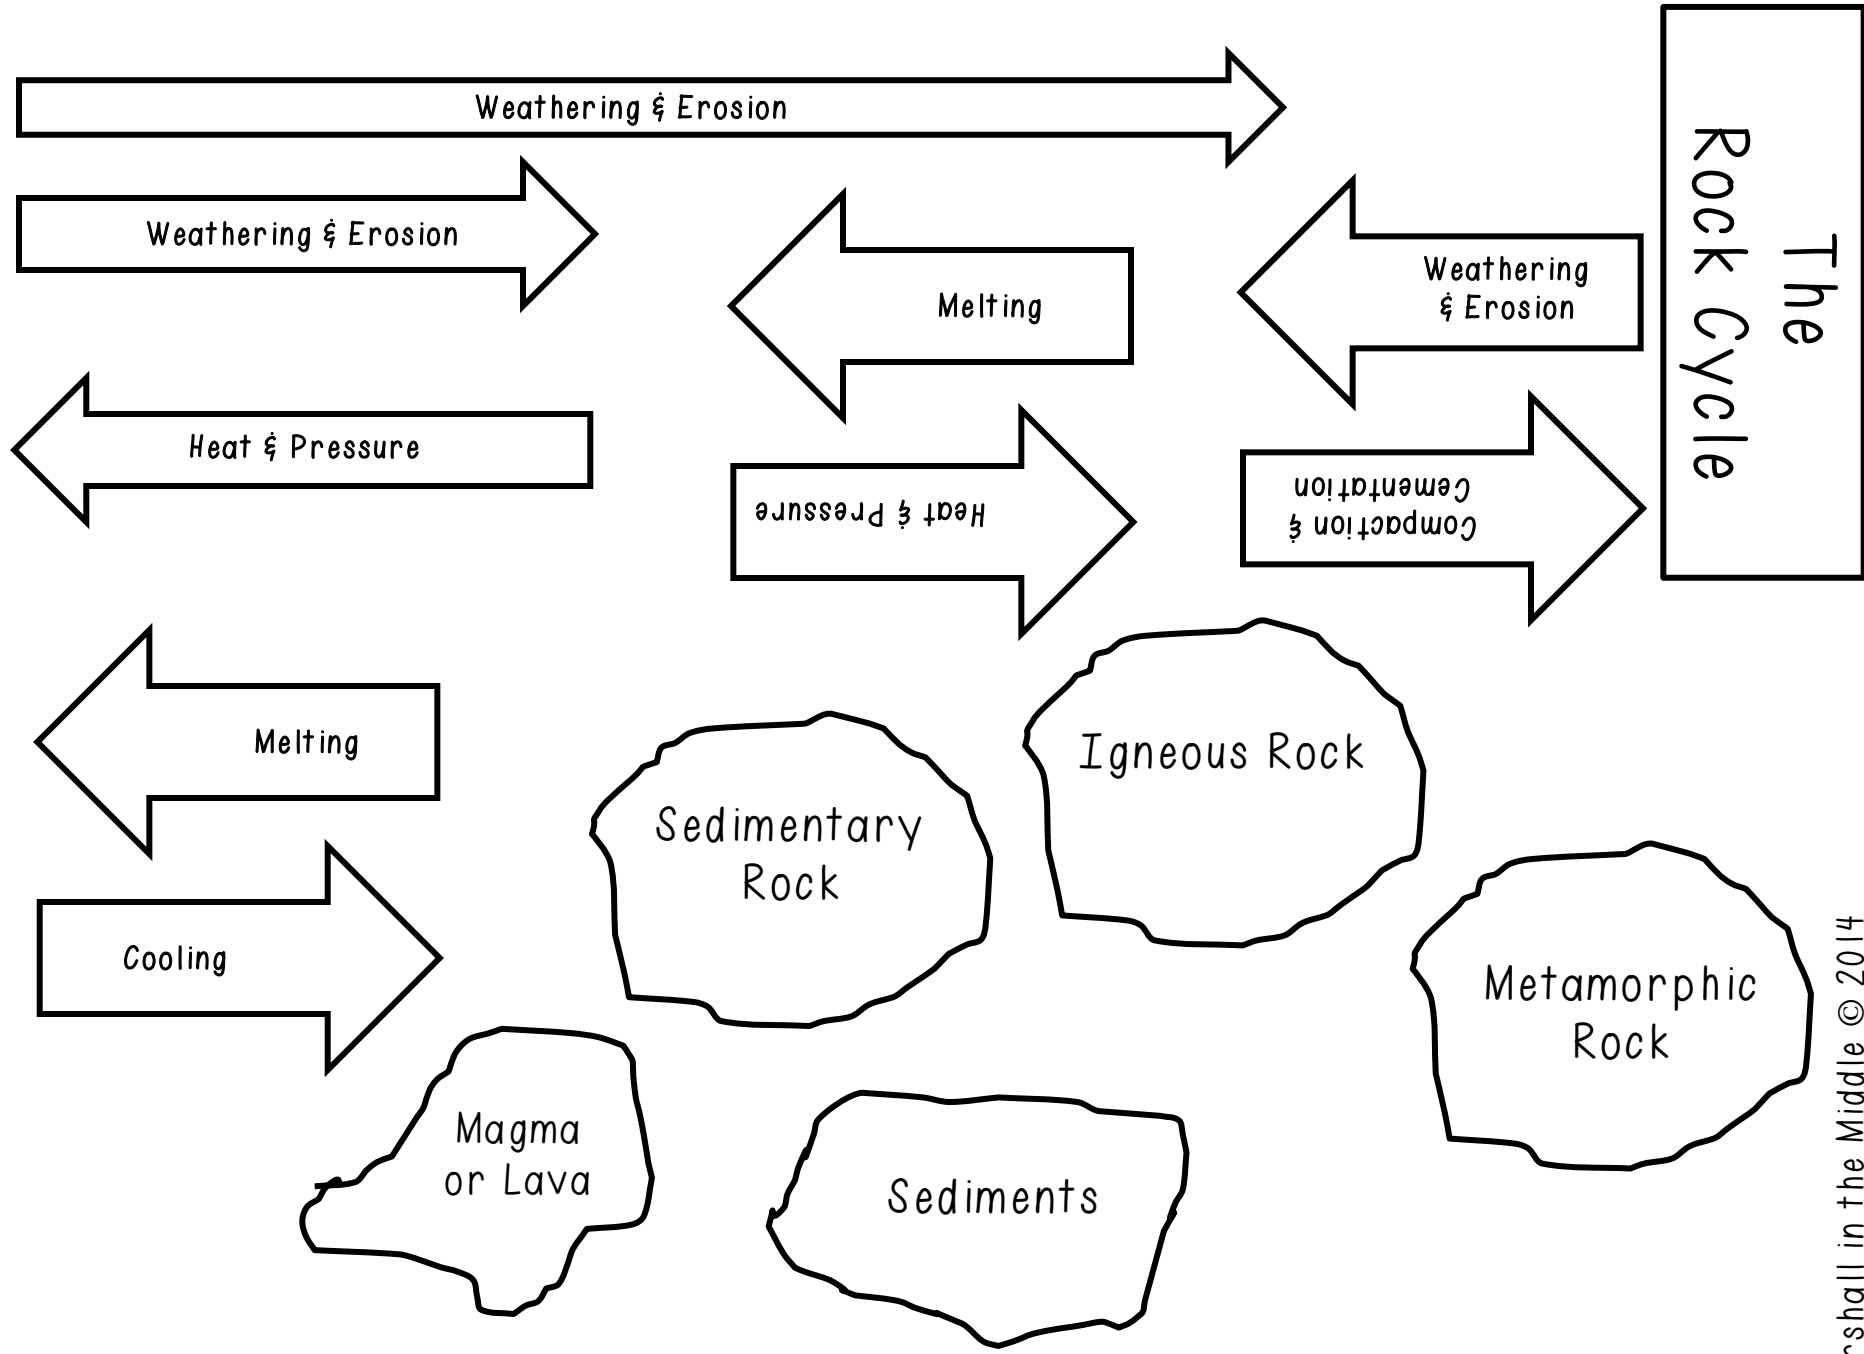 Weathering & Erosion
Weathering & Erosion
Melting
Weathering
& Erosion
The
Rock Cycle
Heat & Pressure
Heat & Pressure
Compaction &
Cementation
Melting
Igneous Rock
Sedimentary
Rock
Cooling
Metamorphic
Rock
Magma
or Lava
Sediments
in the Middle © 2014